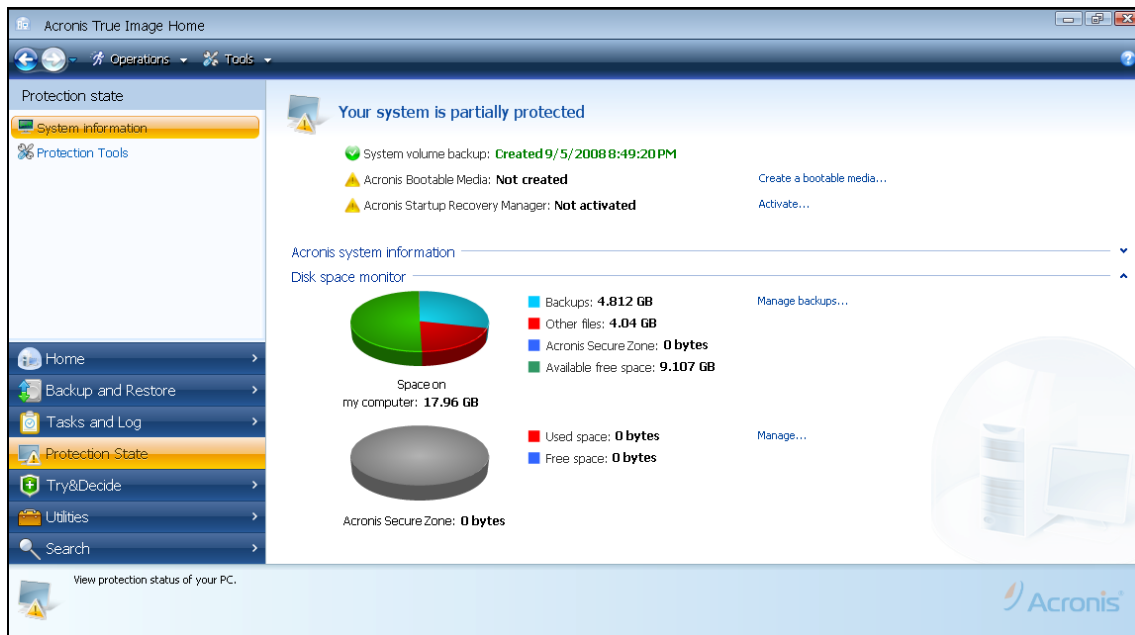 Acronis True Image Home
Operations Tools
Protection state
System information
Protection Tools
Your system is partially protected
System volume backup: Created 9/5/2008 8:49:20 PM
Acronis Bootable Media: Not created Create a bootable media...
Acronis Startup Recovery Manager: Not activated Activate...
Acronis system information
Disk space monitor
Backups: 4.812 GB Manage backups...
Other files: 4.04 GB
Acronis Secure Zone: 0 bytes
Available free space: 9.107 GB
Space on
my computer: 17.96 GB
Used space: 0 bytes Manage...
Free space: 0 bytes
Acronis Secure Zone: 0 bytes
Home
Backup and Restore
Tasks and Log
Protection State
Try&Decide
Utilities
Search
View protection status of your PC.
Acronis